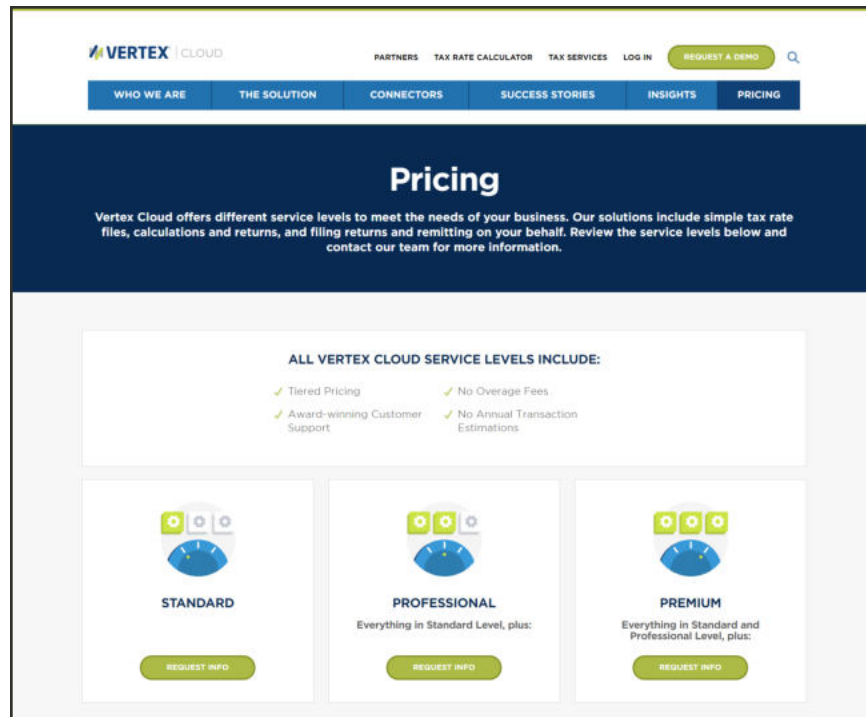 VERTEX CLOUD
PARTNERS TAX RATE CALCULATOR TAX SERVICES LOG IN REQUEST A DEMO
WHO WE ARE THE SOLUTION CONNECTORS SUCCESS STORIES INSIGHTS PRICING
Pricing
Vertex Cloud offers different service levels to meet the needs of your business. Our solutions include simple tax rate
files, calculations and returns, and filing returns and remitting on your behalf. Review the service levels below and
contact our team for more information.
ALL VERTEX CLOUD SERVICE LEVELS INCLUDE:
✓ Tiered Pricing
✓ Award-winning Customer
Support
✓ No Overage Fees
✓ No Annual Transaction
Estimations
STANDARD
REQUEST INFO
PROFESSIONAL
Everything in Standard Level, plus:
REQUEST INFO
PREMIUM
Everything in Standard and
Professional Level, plus:
REQUEST INFO